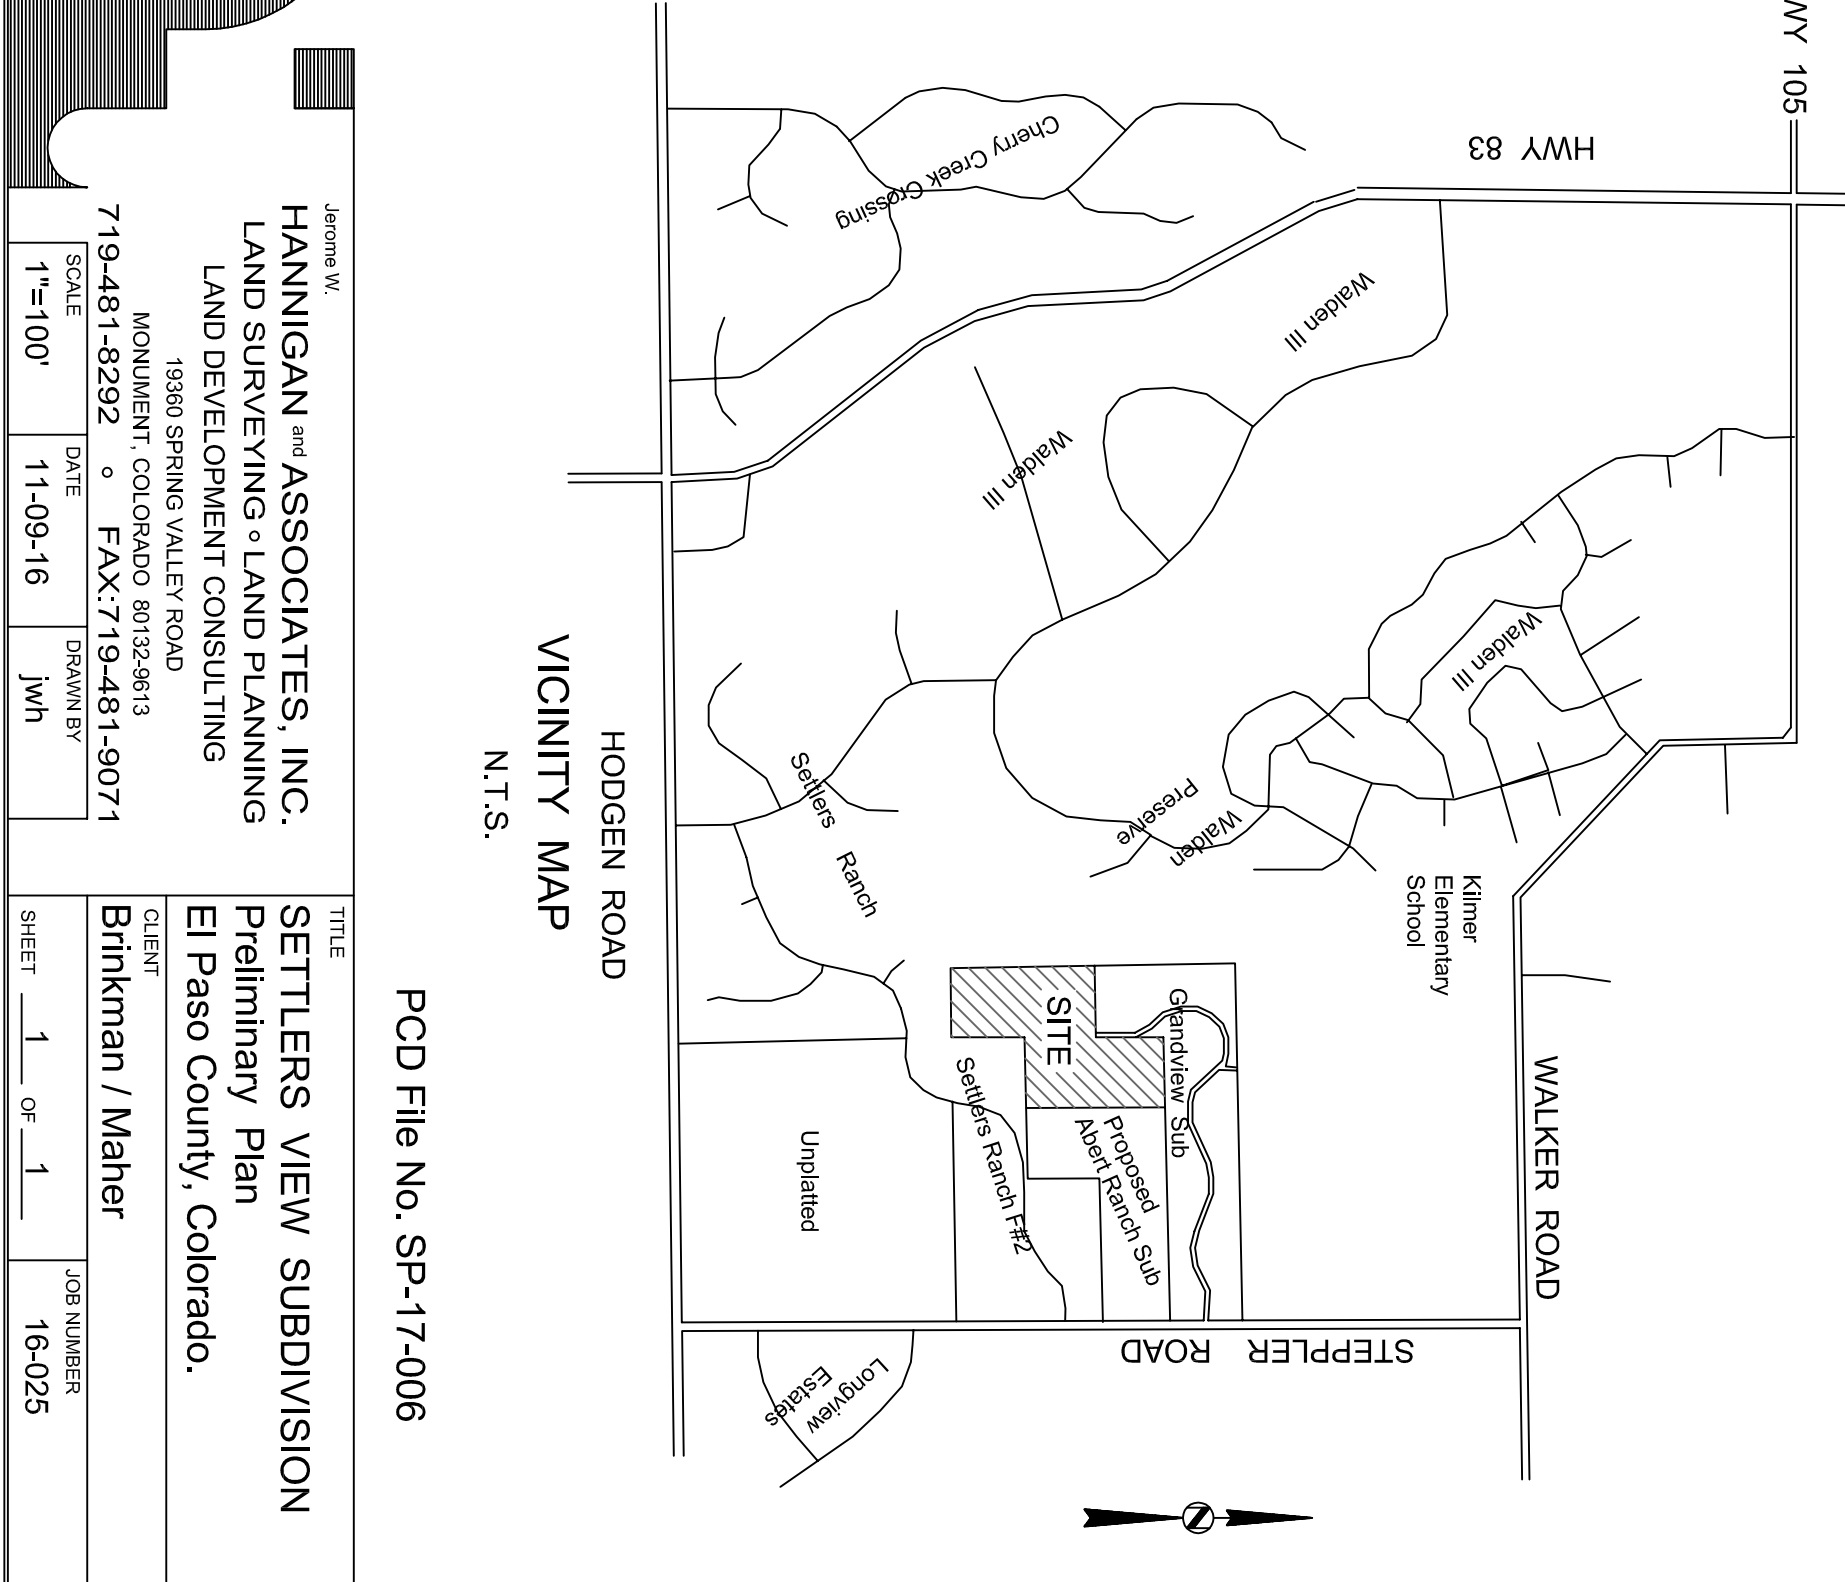 WY 105
HWY 83
Cherry Creek Crossing
Walden III
Walden III
Walden III
Walden
Preserve
Kilmer
Elementary
School
WALKER ROAD
Settlers Ranch
SITE
Grandview Sub
Proposed
Abert Ranch Sub
Settlers Ranch F#2
Unplatted
STEPPLER ROAD
Longview
Estates
HODGEN ROAD
VICINITY MAP
N.T.S.
PCD File No. SP-17-006
Jerome W.
HANNIGAN and ASSOCIATES, INC.
LAND SURVEYING ∘ LAND PLANNING
LAND DEVELOPMENT CONSULTING
19360 SPRING VALLEY ROAD
MONUMENT, COLORADO 80132-9613
719-481-8292 ∘ FAX:719-481-9071
SCALE
1"=100'
DATE
11-09-16
DRAWN BY
jwh
TITLE
SETTLERS VIEW SUBDIVISION
Preliminary Plan
El Paso County, Colorado.
CLIENT
Brinkman / Maher
SHEET 1 OF 1
JOB NUMBER
16-025